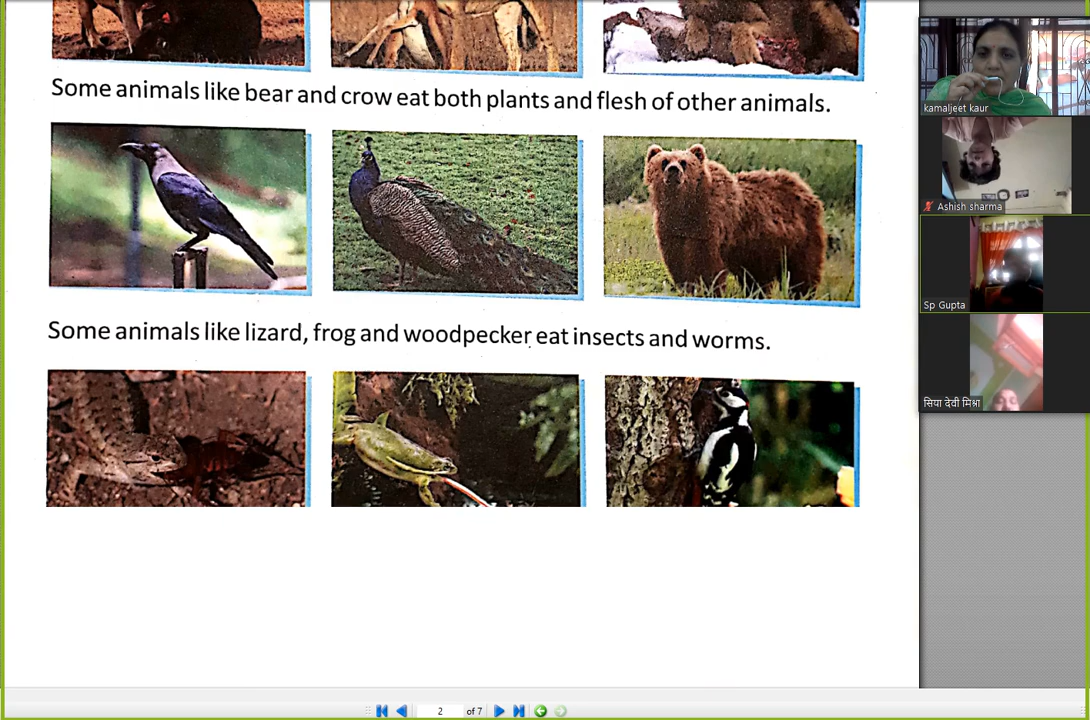 Some animals like bear and crow eat both plants and flesh of other animals.
Some animals like lizard, frog and woodpecker eat insects and worms.
kamaljeet kaur
Ashish sharma
Sp Gupta
सिया देवी मिश्रा
2 of 7